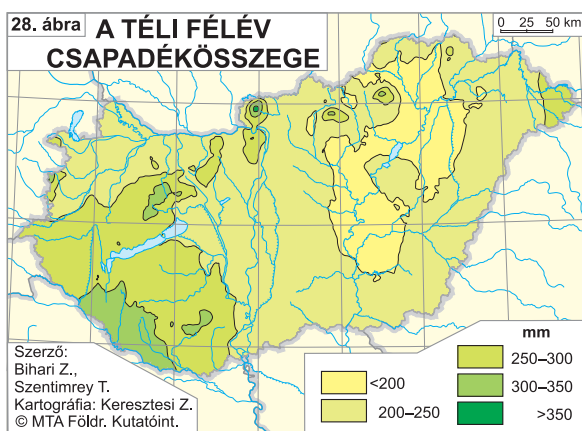 28. ábra
A TÉLI FÉLÉV
CSAPADÉKÖSSZEGE
0 25 50 km
Szerző:
Bihari Z.,
Szentimrey T.
Kartográfia: Keresztesi Z.
© MTA Földr. Kutatóint.
mm
<200
200–250
250–300
300–350
>350